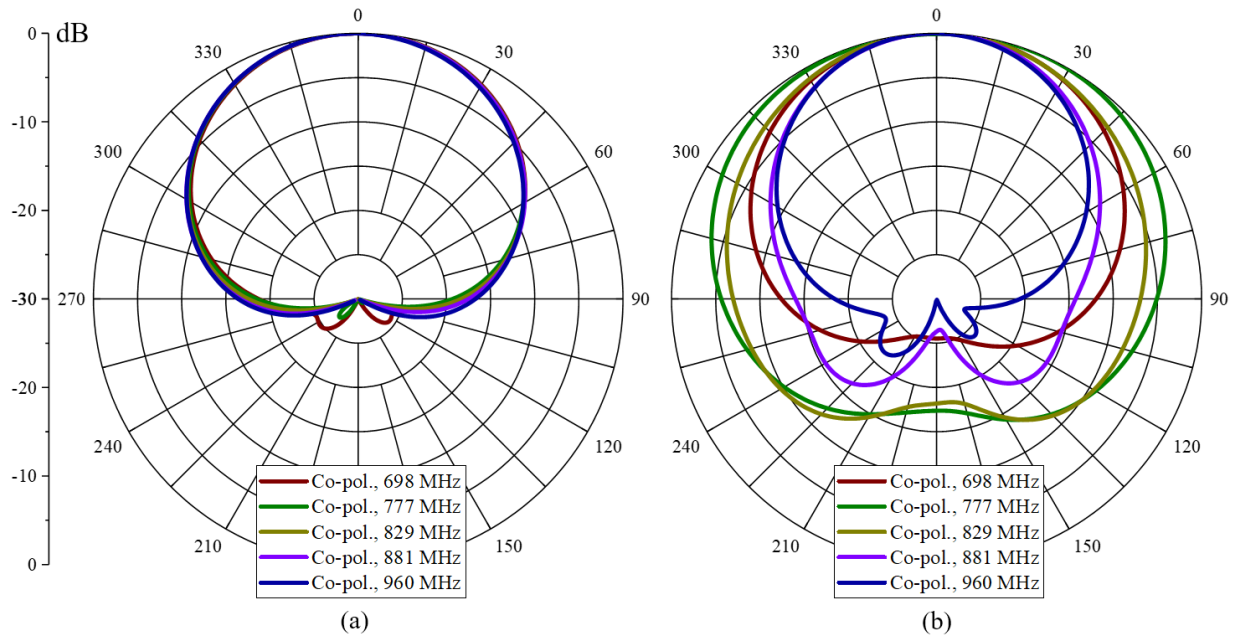 0
dB
-10
-20
-30
-20
-10
0
0
30
60
90
120
150
210
240
270
300
330
Co-pol., 698 MHz
Co-pol., 777 MHz
Co-pol., 829 MHz
Co-pol., 881 MHz
Co-pol., 960 MHz
(a)
0
30
60
90
120
150
210
240
270
300
330
Co-pol., 698 MHz
Co-pol., 777 MHz
Co-pol., 829 MHz
Co-pol., 881 MHz
Co-pol., 960 MHz
(b)